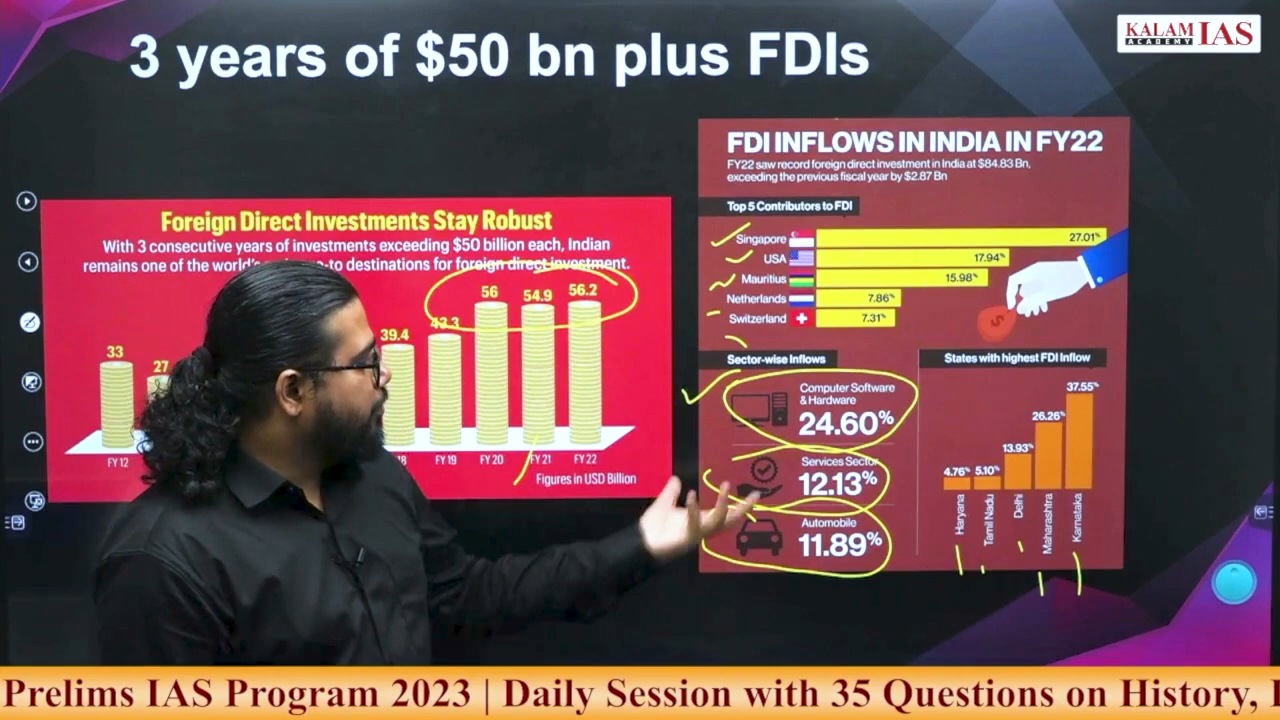 3 years of $50 bn plus FDIs
KALAM IAS
ACADEMY
Foreign Direct Investments Stay Robust
With 3 consecutive years of investments exceeding $50 billion each, Indian
remains one of the world's to destinations for foreign direct investment.
33
27
39.4
43.3
56
54.9
56.2
FY 12
18
FY 19
FY 20
FY 21
FY 22
Figures in USD Billion
FDI INFLOWS IN INDIA IN FY22
FY22 saw record foreign direct investment in India at $84.83 Bn,
exceeding the previous fiscal year by $2.87 Bn
Top 5 Contributors to FDI
Singapore 27.01%
USA 17.94%
Mauritius 15.98%
Netherlands 7.86%
Switzerland 7.31%
$
Sector-wise Inflows
Computer Software
& Hardware
24.60%
Services Sector
12.13%
Automobile
11.89%
States with highest FDI Inflow
4.76%
5.10%
13.93%
26.26%
37.55%
Haryana
Tamil Nadu
Delhi
Maharashtra
Karnataka
Prelims IAS Program 2023 | Daily Session with 35 Questions on History,